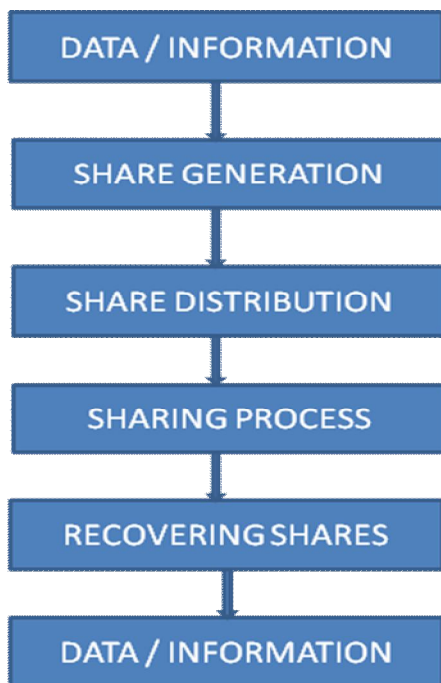 DATA / INFORMATION
SHARE GENERATION
SHARE DISTRIBUTION
SHARING PROCESS
RECOVERING SHARES
DATA / INFORMATION